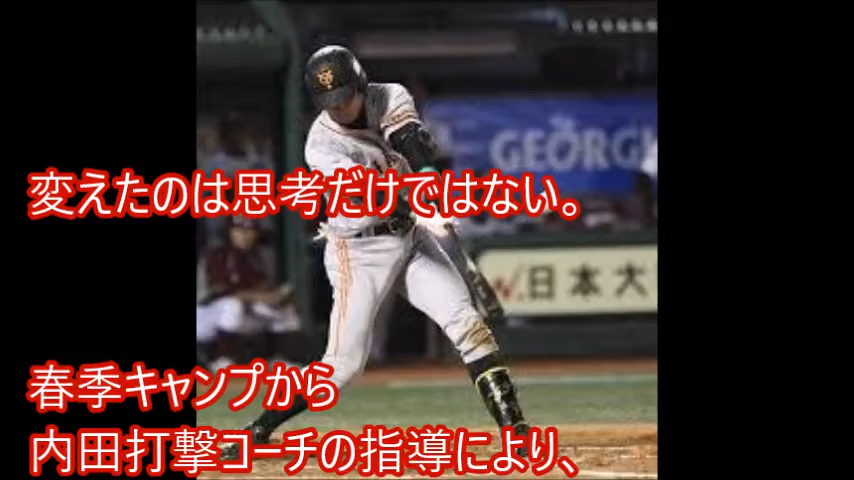 GEORGI
変えたのは思考だけではない。
日本大
春季キャンプから
内田打撃コーチの指導により、